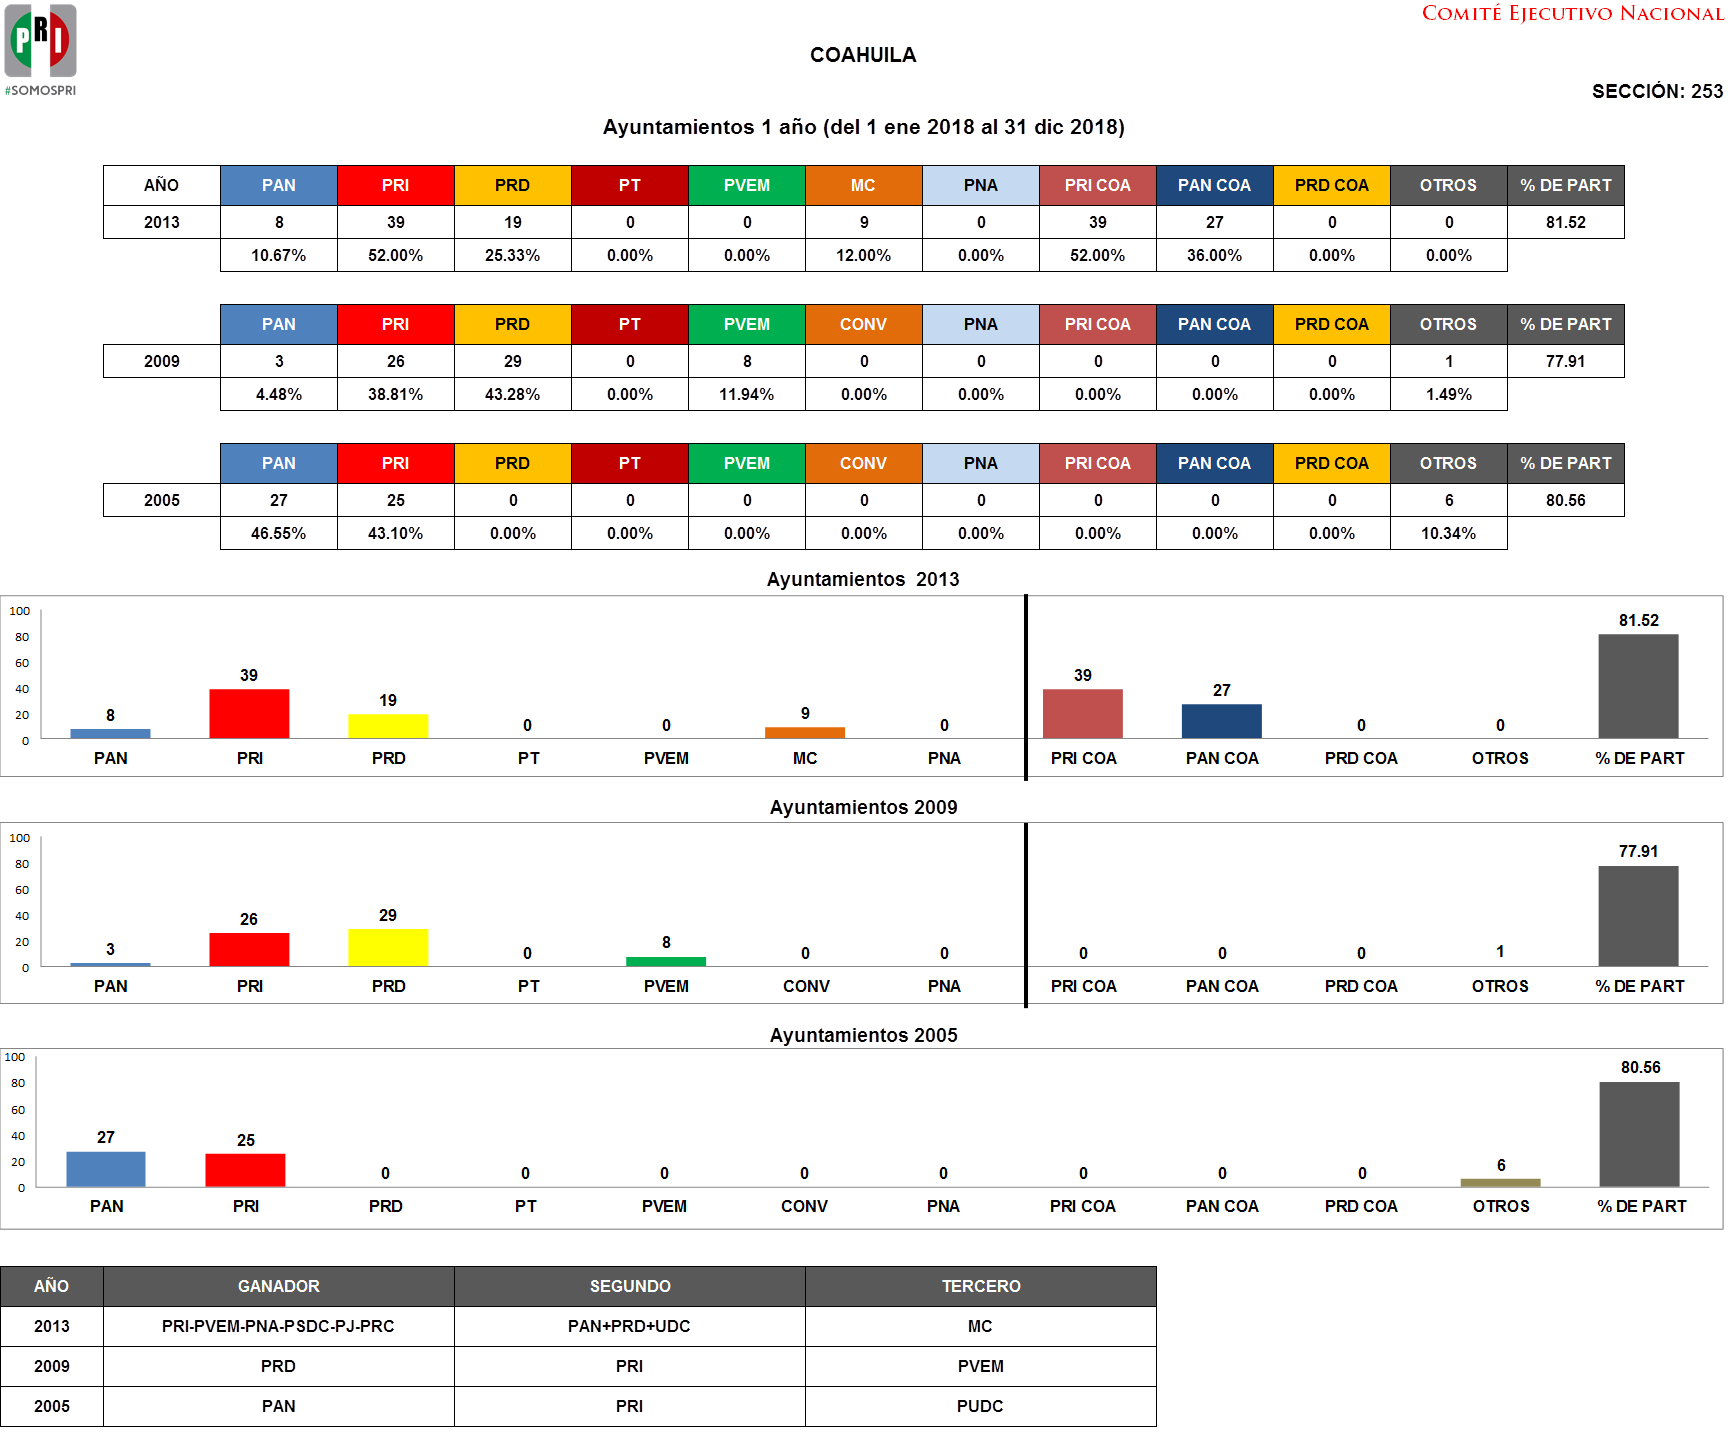 COMITÉ EJECUTIVO NACIONAL
PRI
#SOMOSPRI
COAHUILA
SECCIÓN: 253
Ayuntamientos 1 año (del 1 ene 2018 al 31 dic 2018)
AÑO PAN PRI PRD PT PVEM MC PNA PRI COA PAN COA PRD COA OTROS % DE PART
2013 8 39 19 0 0 9 0 39 27 0 0 81.52
10.67% 52.00% 25.33% 0.00% 0.00% 12.00% 0.00% 52.00% 36.00% 0.00% 0.00%
PAN PRI PRD PT PVEM CONV PNA PRI COA PAN COA PRD COA OTROS % DE PART
2009 3 26 29 0 8 0 0 0 0 0 1 77.91
4.48% 38.81% 43.28% 0.00% 11.94% 0.00% 0.00% 0.00% 0.00% 0.00% 1.49%
PAN PRI PRD PT PVEM CONV PNA PRI COA PAN COA PRD COA OTROS % DE PART
2005 27 25 0 0 0 0 0 0 0 0 6 80.56
46.55% 43.10% 0.00% 0.00% 0.00% 0.00% 0.00% 0.00% 0.00% 0.00% 10.34%
Ayuntamientos 2013
100
80
60
40
20
0
8 39 19 0 0 9 0 39 27 0 0 81.52
PAN PRI PRD PT PVEM MC PNA PRI COA PAN COA PRD COA OTROS % DE PART
Ayuntamientos 2009
100
80
60
40
20
0
3 26 29 0 8 0 0 0 0 0 1 77.91
PAN PRI PRD PT PVEM CONV PNA PRI COA PAN COA PRD COA OTROS % DE PART
Ayuntamientos 2005
100
80
60
40
20
0
27 25 0 0 0 0 0 0 0 0 6 80.56
PAN PRI PRD PT PVEM CONV PNA PRI COA PAN COA PRD COA OTROS % DE PART
AÑO GANADOR SEGUNDO TERCERO
2013 PRI-PVEM-PNA-PSDC-PJ-PRC PAN+PRD+UDC MC
2009 PRD PRI PVEM
2005 PAN PRI PUDC